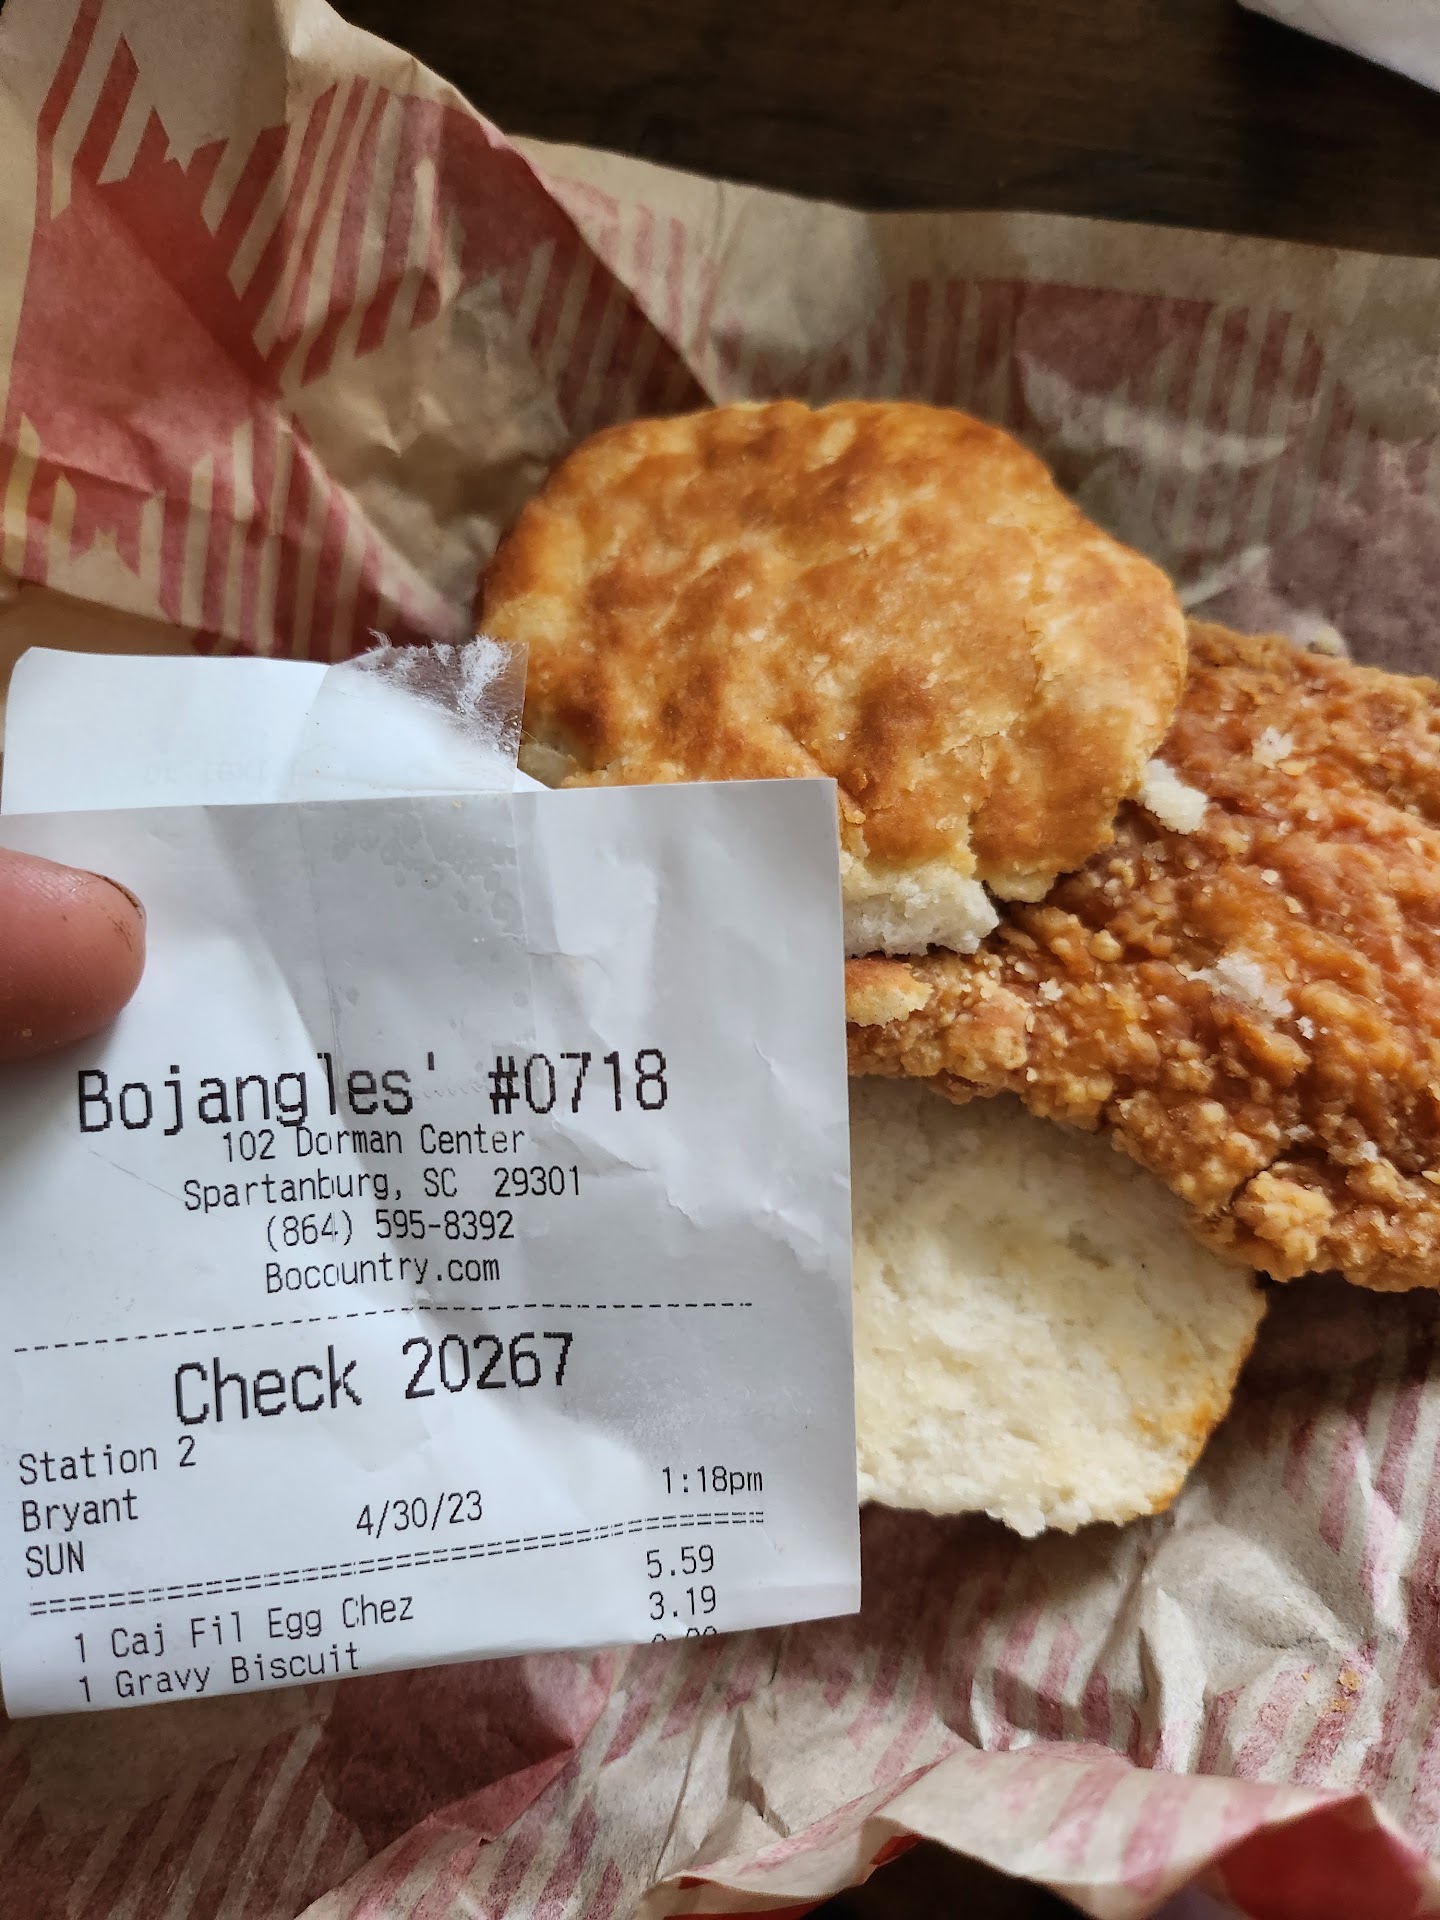 Bojangles' #0718
102 Dorman Center
Spartanburg, SC 29301
(864) 595-8392
Bocountry.com
Check 20267
Station 2
Bryant
SUN 4/30/23 1:18pm
1 Caj Fil Egg Chez 5.59
1 Gravy Biscuit 3.19